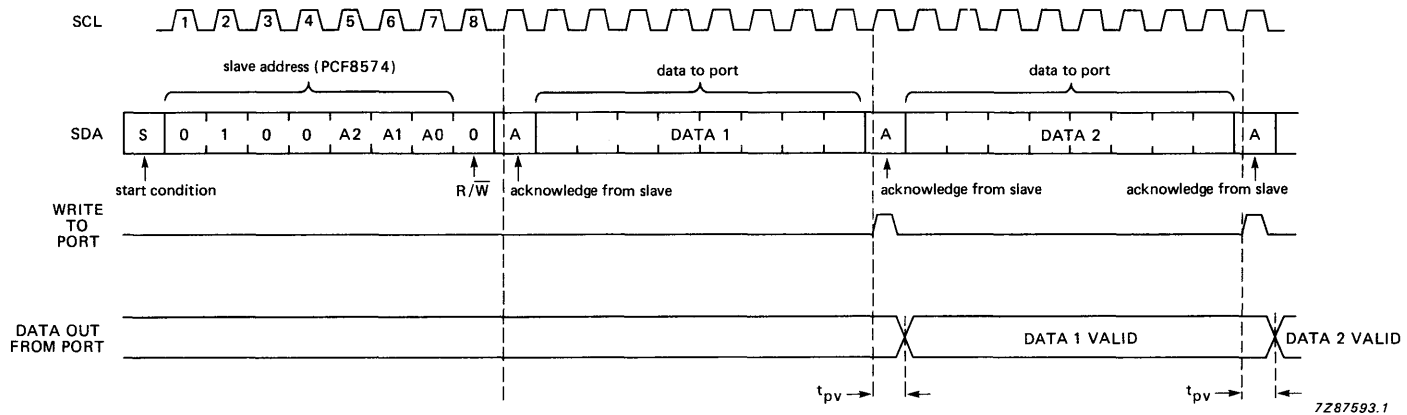 SCL 1 2 3 4 5 6 7 8
slave address (PCF8574) data to port data to port
SDA S 0 1 0 0 A2 A1 A0 0 A DATA 1 A DATA 2 A
start condition R/W̅ acknowledge from slave acknowledge from slave acknowledge from slave
WRITE
TO
PORT
DATA OUT
FROM PORT
DATA 1 VALID DATA 2 VALID
tpv tpv
7Z87593.1